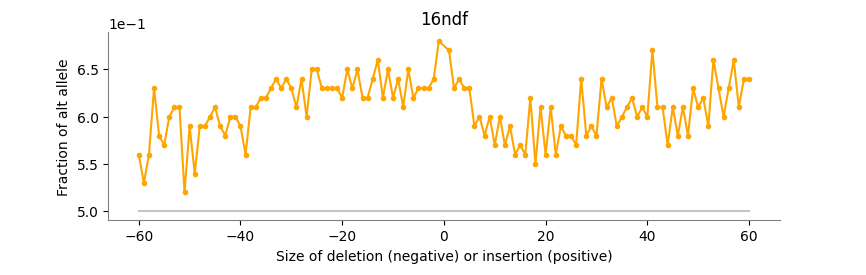 16ndf
1e−1
6.5
6.0
5.5
5.0
Fraction of alt allele
−60 −40 −20 0 20 40 60
Size of deletion (negative) or insertion (positive)